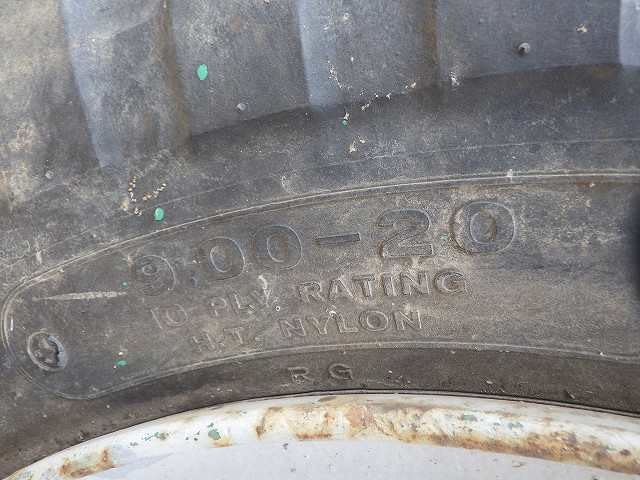 9.00-20
10 PLY. RATING
H.T. NYLON
RG